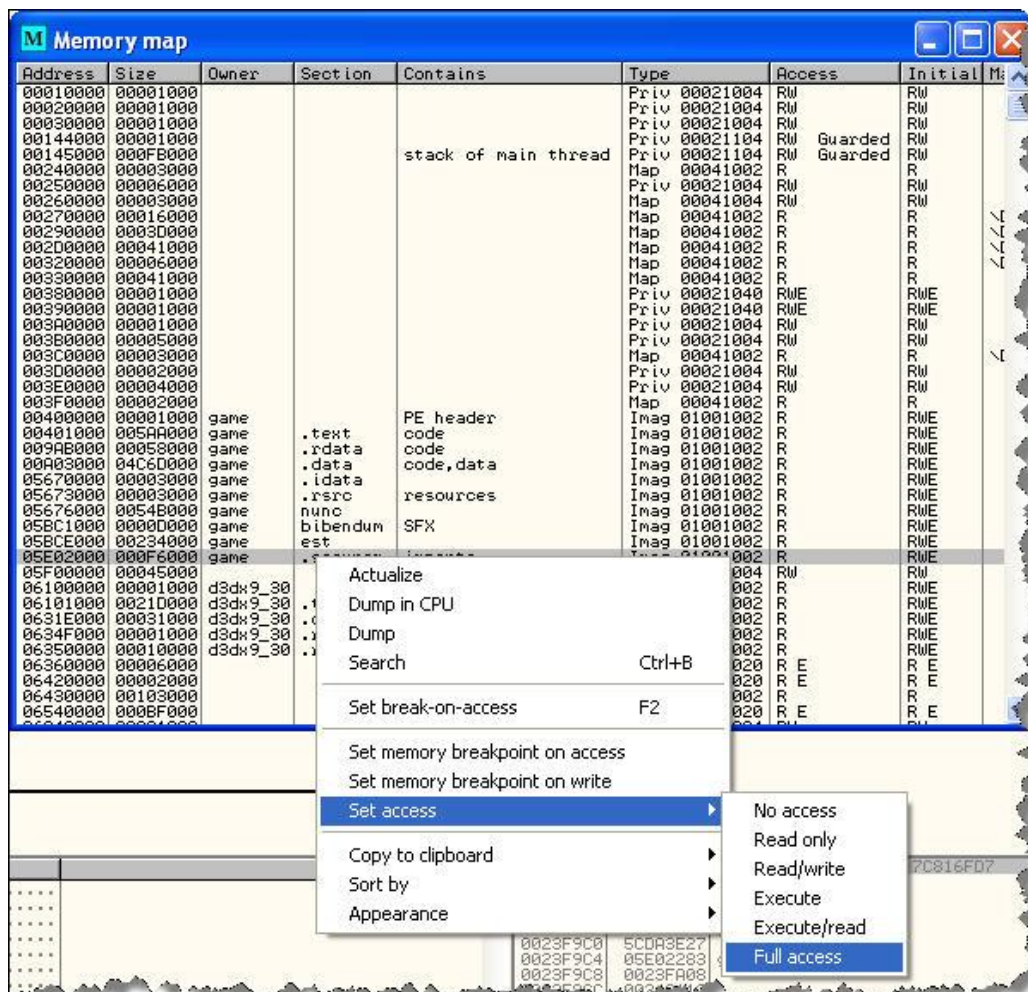 M Memory map
Address Size Owner Section Contains Type Access Initial
00010000 00001000 Priv 00021004 RW RW
00020000 00001000 Priv 00021004 RW RW
00030000 00001000 Priv 00021004 RW RW
00144000 00001000 Priv 00021104 RW Guarded RW
00145000 000FB000 stack of main thread Priv 00021104 RW Guarded RW
00240000 00003000 Map 00041002 R R
00250000 00006000 Priv 00021004 RW RW
00260000 00003000 Map 00041004 RW RW
00270000 00016000 Map 00041002 R R
00290000 0003D000 Map 00041002 R R
002D0000 00041000 Map 00041002 R R
00320000 00006000 Map 00041002 R R
00330000 00041000 Map 00041002 R R
00380000 00001000 Priv 00021040 RWE RWE
00390000 00001000 Priv 00021040 RWE RWE
003A0000 00001000 Priv 00021004 RW RW
003B0000 00005000 Priv 00021004 RW RW
003C0000 00003000 Map 00041002 R R
003D0000 00002000 Priv 00021004 RW RW
003E0000 00004000 Priv 00021004 RW RW
003F0000 00002000 Map 00041002 R R
00400000 00001000 game PE header Imag 01001002 R RWE
00401000 005AA000 game .text code Imag 01001002 R RWE
009AB000 00058000 game .rdata code Imag 01001002 R RWE
00A03000 04C6D000 game .data code,data Imag 01001002 R RWE
05670000 00003000 game .idata Imag 01001002 R RWE
05673000 00003000 game .rsrc resources Imag 01001002 R RWE
05676000 0054B000 game nunc Imag 01001002 R RWE
05BC1000 0000D000 game bibendum SFX Imag 01001002 R RWE
05BCE000 00234000 game est Imag 01001002 R RWE
05E02000 000F6000 game R RWE
05F00000 00045000 004 RW RW
06100000 00001000 d3dx9_30 002 R RWE
06101000 0021D000 d3dx9_30 002 R RWE
0631E000 00031000 d3dx9_30 002 R RWE
0634F000 00001000 d3dx9_30 002 R RWE
06350000 00010000 d3dx9_30 002 R RWE
06360000 00006000 020 R E R E
06420000 00002000 020 R E R E
06430000 00103000 002 R R
06540000 000BF000 020 R E R E
Actualize
Dump in CPU
Dump
Search Ctrl+B
Set break-on-access F2
Set memory breakpoint on access
Set memory breakpoint on write
Set access
Copy to clipboard
Sort by
Appearance
No access
Read only
Read/write
Execute
Execute/read
Full access
7C816FD7
0023F9C0 5CDA3E27
0023F9C4 05E02283
0023F9C8 0023FA08